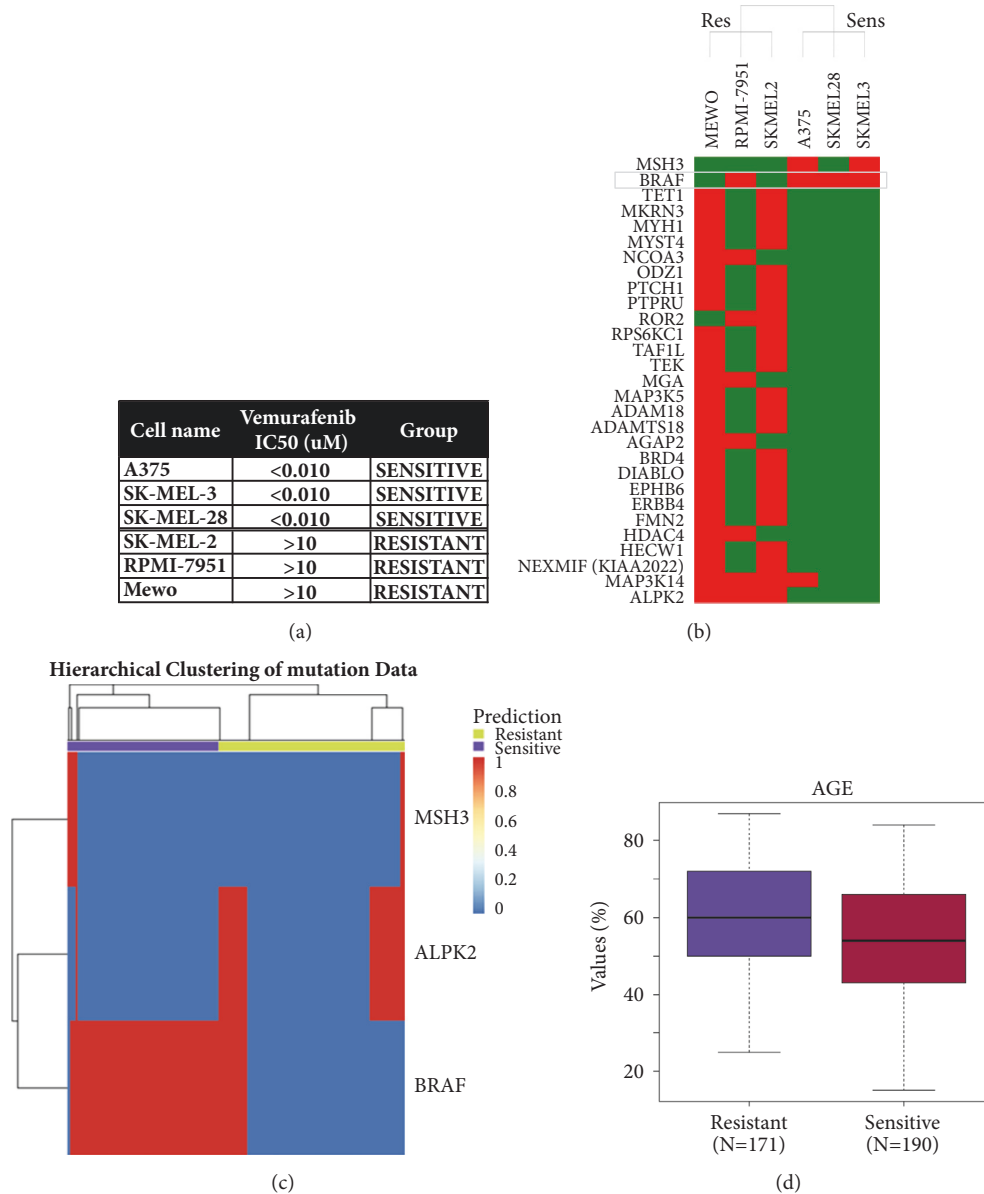 Res Sens
MEWO
RPMI-7951
SKMEL2
A375
SKMEL28
SKMEL3
MSH3
BRAF
TET1
MKRN3
MYH1
MYST4
NCOA3
ODZ1
PTCH1
PTPRU
ROR2
RPS6KC1
TAF1L
TEK
MGA
MAP3K5
ADAM18
ADAMTS18
AGAP2
BRD4
DIABLO
EPHB6
ERBB4
FMN2
HDAC4
HECW1
NEXMIF (KIAA2022)
MAP3K14
ALPK2
Cell name Vemurafenib IC50 (uM) Group
A375 <0.010 SENSITIVE
SK-MEL-3 <0.010 SENSITIVE
SK-MEL-28 <0.010 SENSITIVE
SK-MEL-2 >10 RESISTANT
RPMI-7951 >10 RESISTANT
Mewo >10 RESISTANT
(a)
(b)
Hierarchical Clustering of mutation Data
Prediction
Resistant
Sensitive
1
0.8
0.6
0.4
0.2
0
MSH3
ALPK2
BRAF
(c)
AGE
Values (%)
80
60
40
20
Resistant
(N=171)
Sensitive
(N=190)
(d)